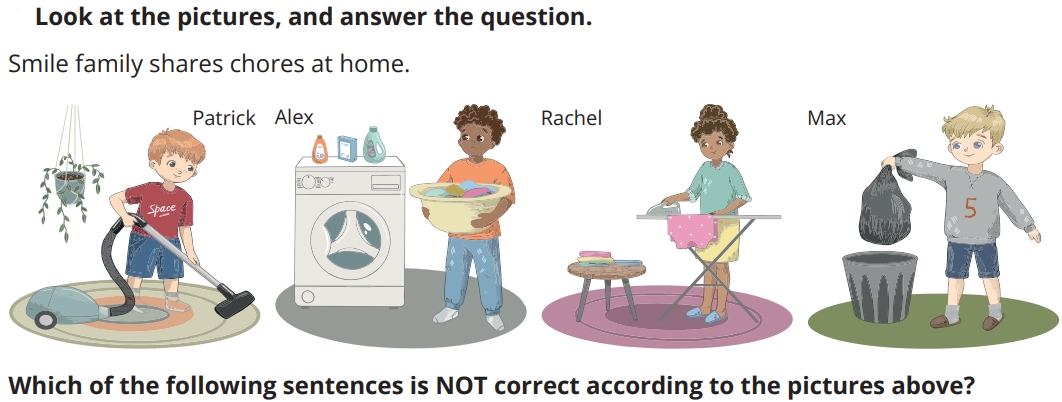 Look at the pictures, and answer the question.
Smile family shares chores at home.
Patrick
Alex
Rachel
Max
Space
5
Which of the following sentences is NOT correct according to the pictures above?